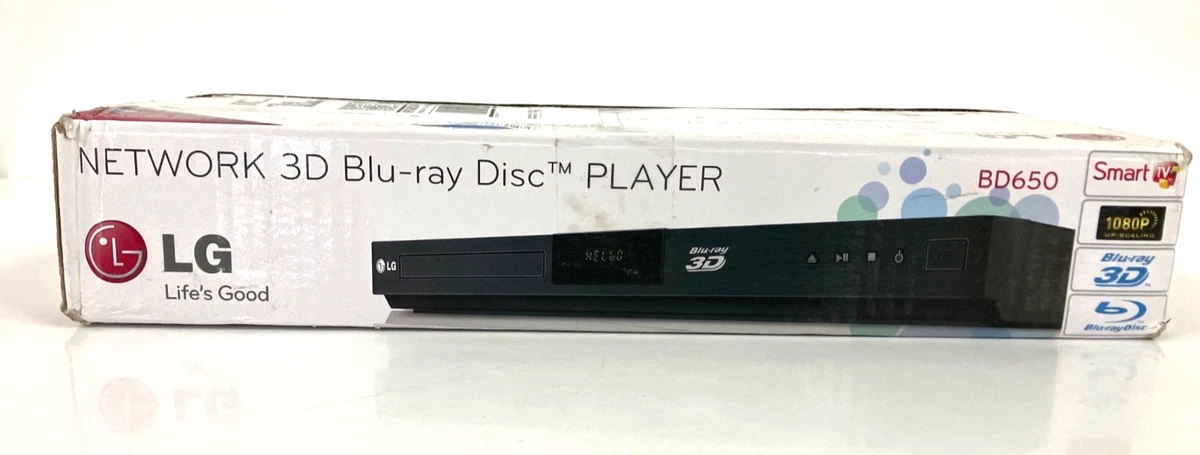 NETWORK 3D Blu-ray Disc™ PLAYER
BD650
Smart TV
1080P
UP-SCALING
Blu-ray
3D™
Blu-ray Disc
LG
Life's Good
LG
HELLO
Blu-ray
3D